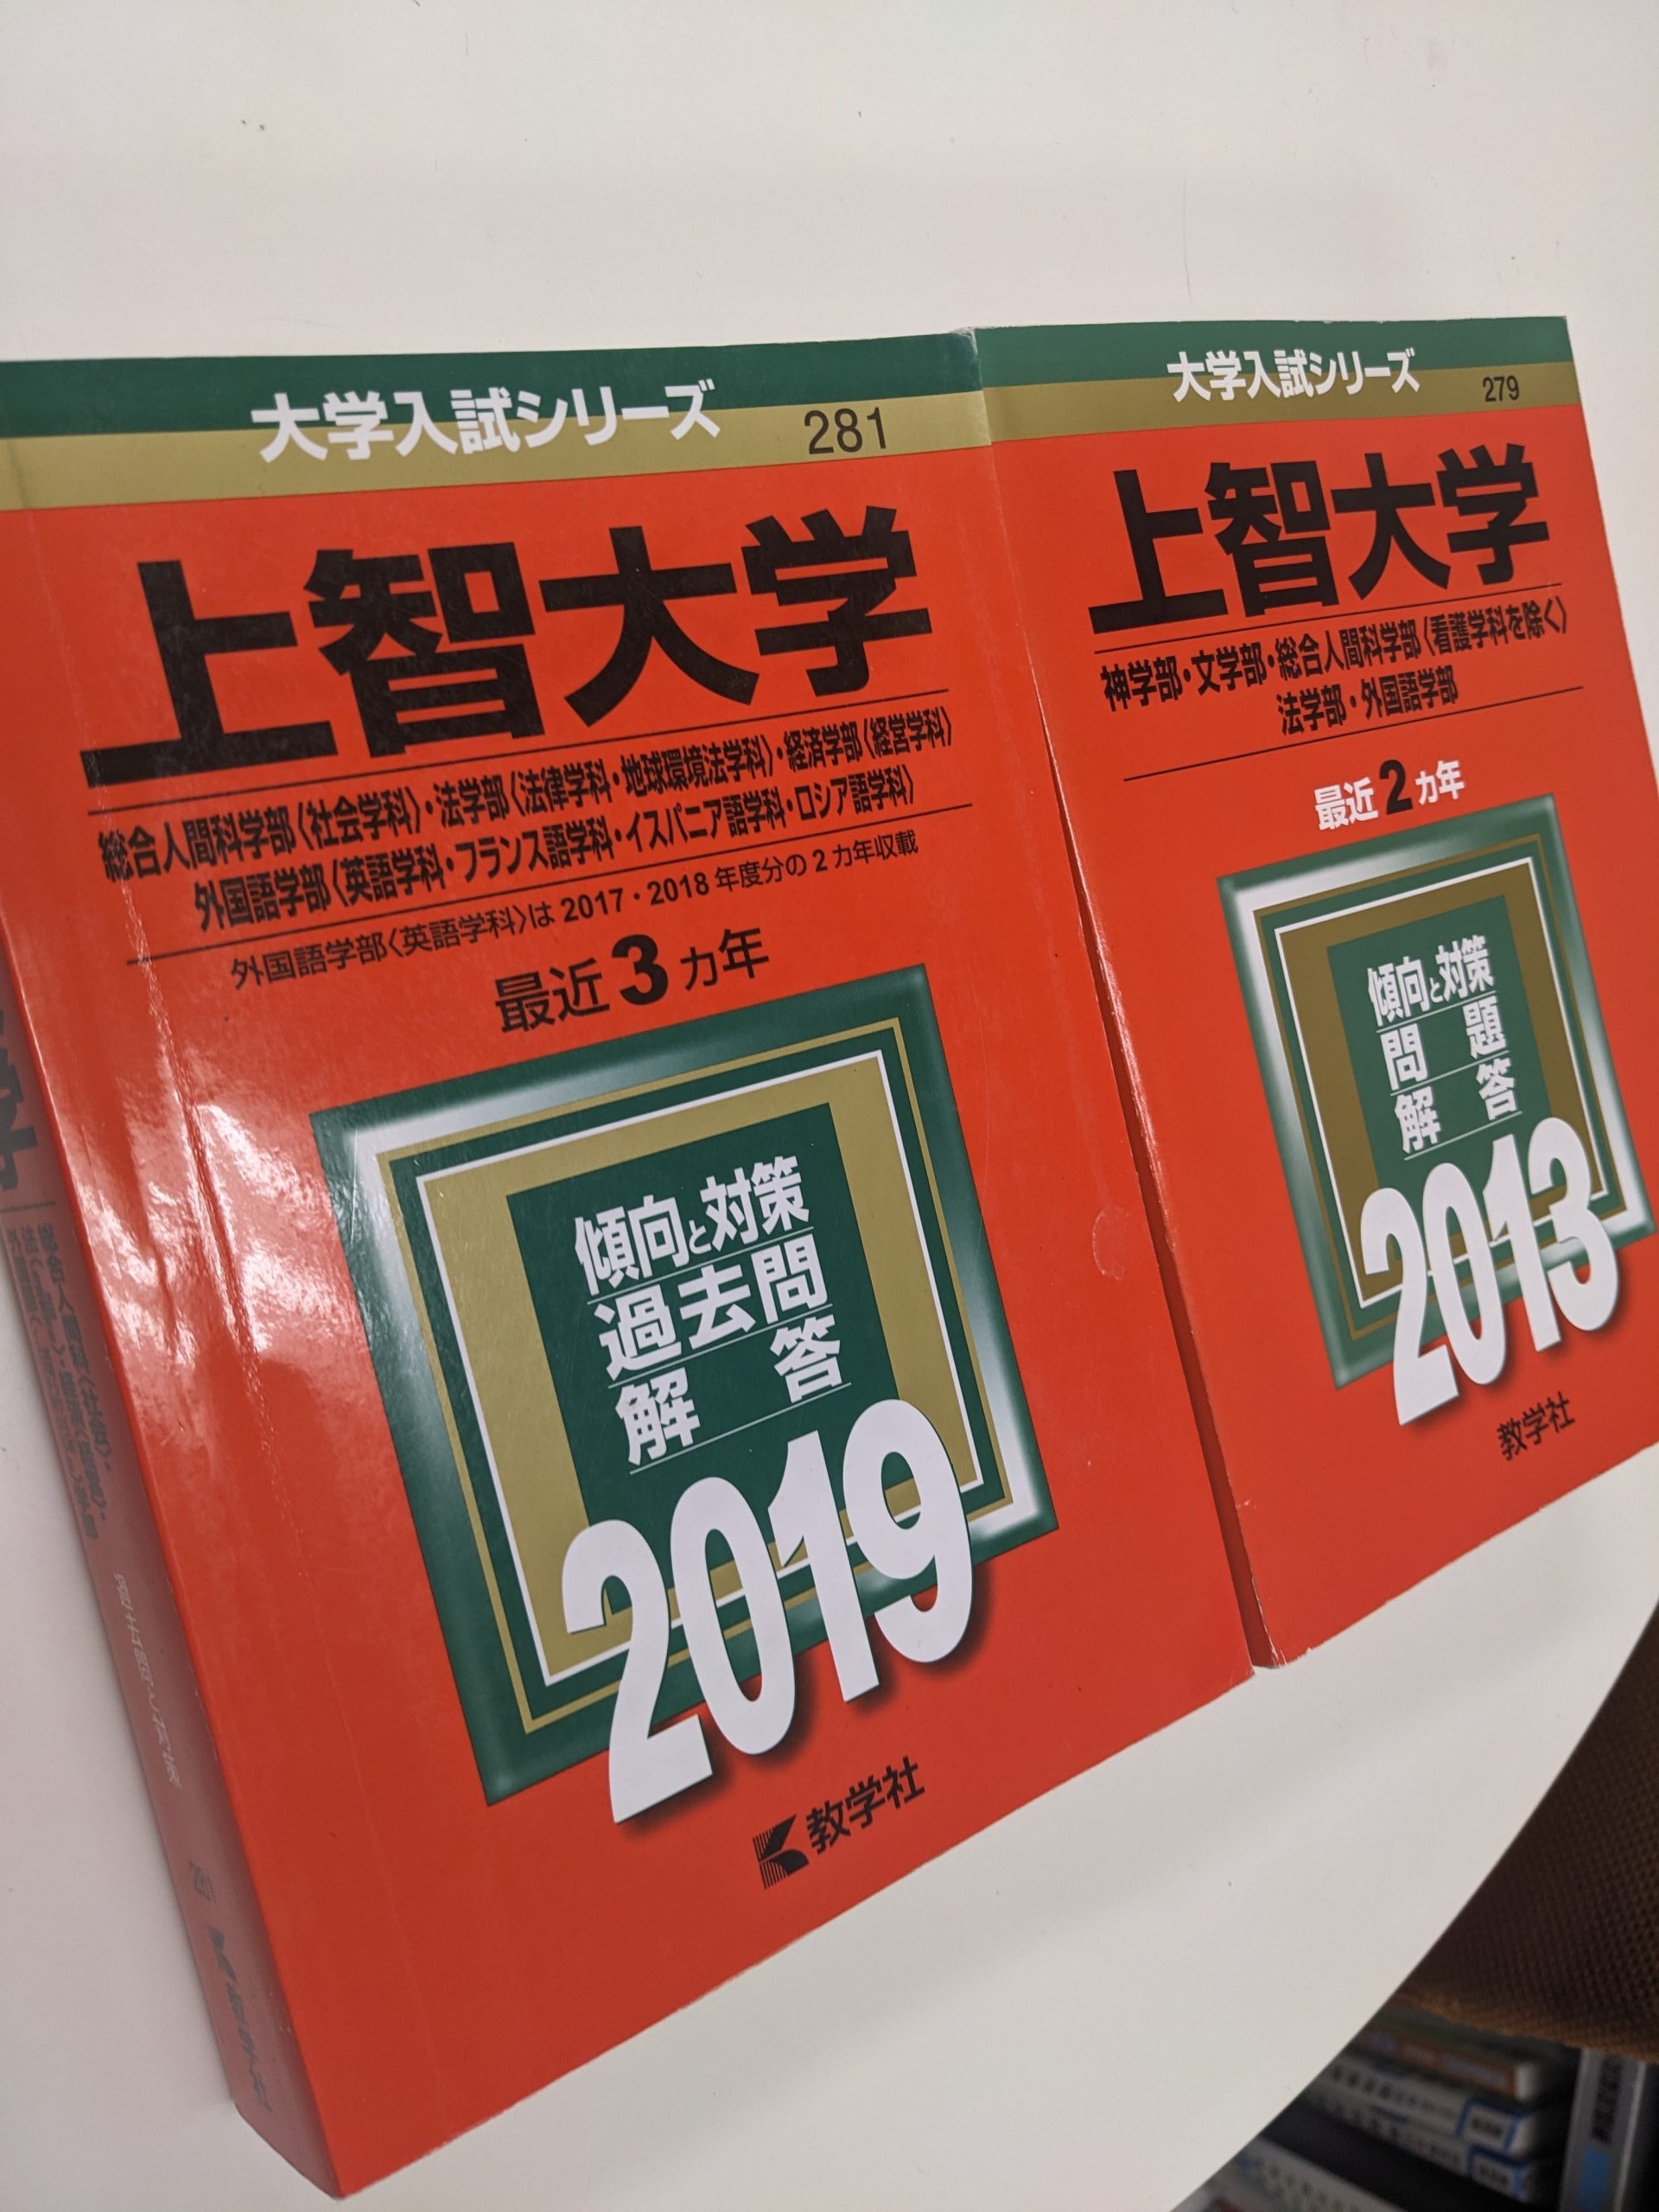 大学入試シリーズ
281
上智大学
総合人間科学部〈社会学科〉・法学部〈法律学科・地球環境法学科〉・経済学部〈経営学科〉
外国語学部〈英語学科・フランス語学科・イスパニア語学科・ロシア語学科〉
外国語学部〈英語学科〉は 2017・2018 年度分の 2 カ年収載
最近 3 カ年
傾向と対策
過去問
解答
2019
教学社
大学入試シリーズ
279
上智大学
神学部・文学部・総合人間科学部〈看護学科を除く〉
法学部・外国語学部
最近 2 カ年
傾向と対策
問題
解答
2013
教学社